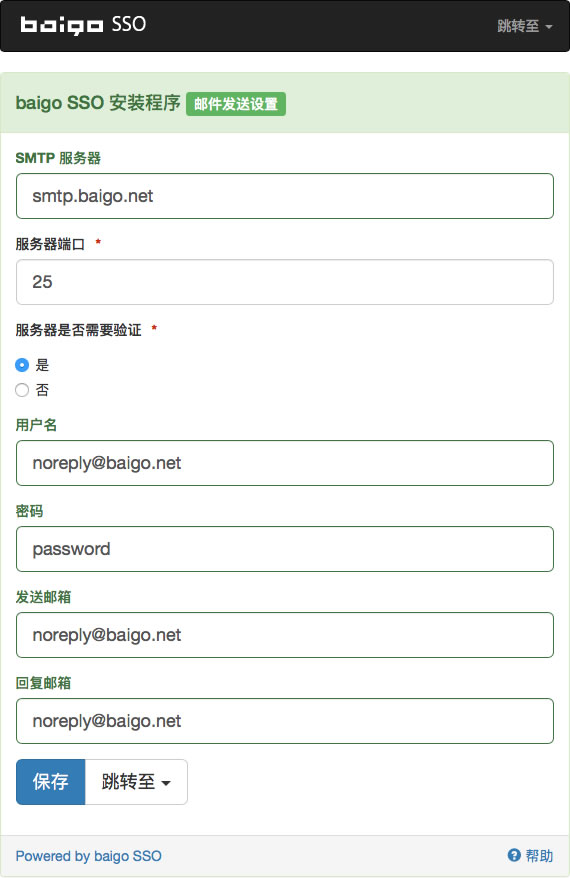 baigo SSO
跳转至
baigo SSO 安装程序 邮件发送设置
SMTP 服务器
smtp.baigo.net
服务器端口 *
25
服务器是否需要验证 *
是
否
用户名
noreply@baigo.net
密码
password
发送邮箱
noreply@baigo.net
回复邮箱
noreply@baigo.net
保存 跳转至
Powered by baigo SSO 帮助